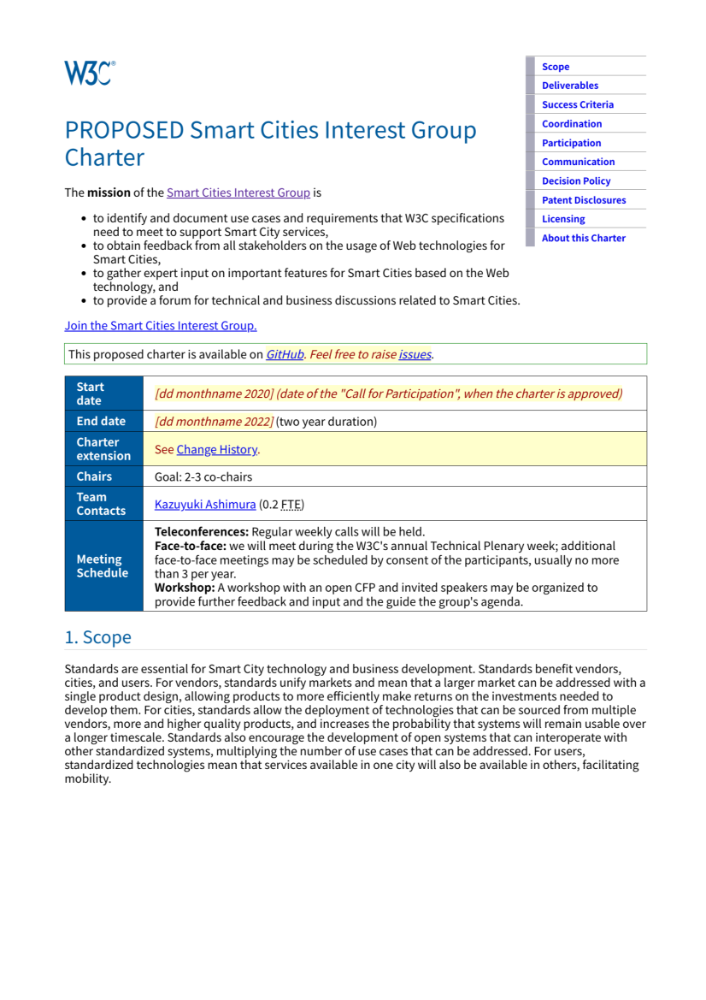 W3C®
Scope
Deliverables
Success Criteria
Coordination
Participation
Communication
Decision Policy
Patent Disclosures
Licensing
About this Charter
PROPOSED Smart Cities Interest Group
Charter
The mission of the Smart Cities Interest Group is
• to identify and document use cases and requirements that W3C specifications
need to meet to support Smart City services,
• to obtain feedback from all stakeholders on the usage of Web technologies for
Smart Cities,
• to gather expert input on important features for Smart Cities based on the Web
technology, and
• to provide a forum for technical and business discussions related to Smart Cities.
Join the Smart Cities Interest Group.
This proposed charter is available on GitHub. Feel free to raise issues.
Start
date
[dd monthname 2020] (date of the "Call for Participation", when the charter is approved)
End date
[dd monthname 2022] (two year duration)
Charter
extension
See Change History.
Chairs
Goal: 2-3 co-chairs
Team
Contacts
Kazuyuki Ashimura (0.2 FTE)
Meeting
Schedule
Teleconferences: Regular weekly calls will be held.
Face-to-face: we will meet during the W3C's annual Technical Plenary week; additional
face-to-face meetings may be scheduled by consent of the participants, usually no more
than 3 per year.
Workshop: A workshop with an open CFP and invited speakers may be organized to
provide further feedback and input and the guide the group's agenda.
1. Scope
Standards are essential for Smart City technology and business development. Standards benefit vendors,
cities, and users. For vendors, standards unify markets and mean that a larger market can be addressed with a
single product design, allowing products to more efficiently make returns on the investments needed to
develop them. For cities, standards allow the deployment of technologies that can be sourced from multiple
vendors, more and higher quality products, and increases the probability that systems will remain usable over
a longer timescale. Standards also encourage the development of open systems that can interoperate with
other standardized systems, multiplying the number of use cases that can be addressed. For users,
standardized technologies mean that services available in one city will also be available in others, facilitating
mobility.